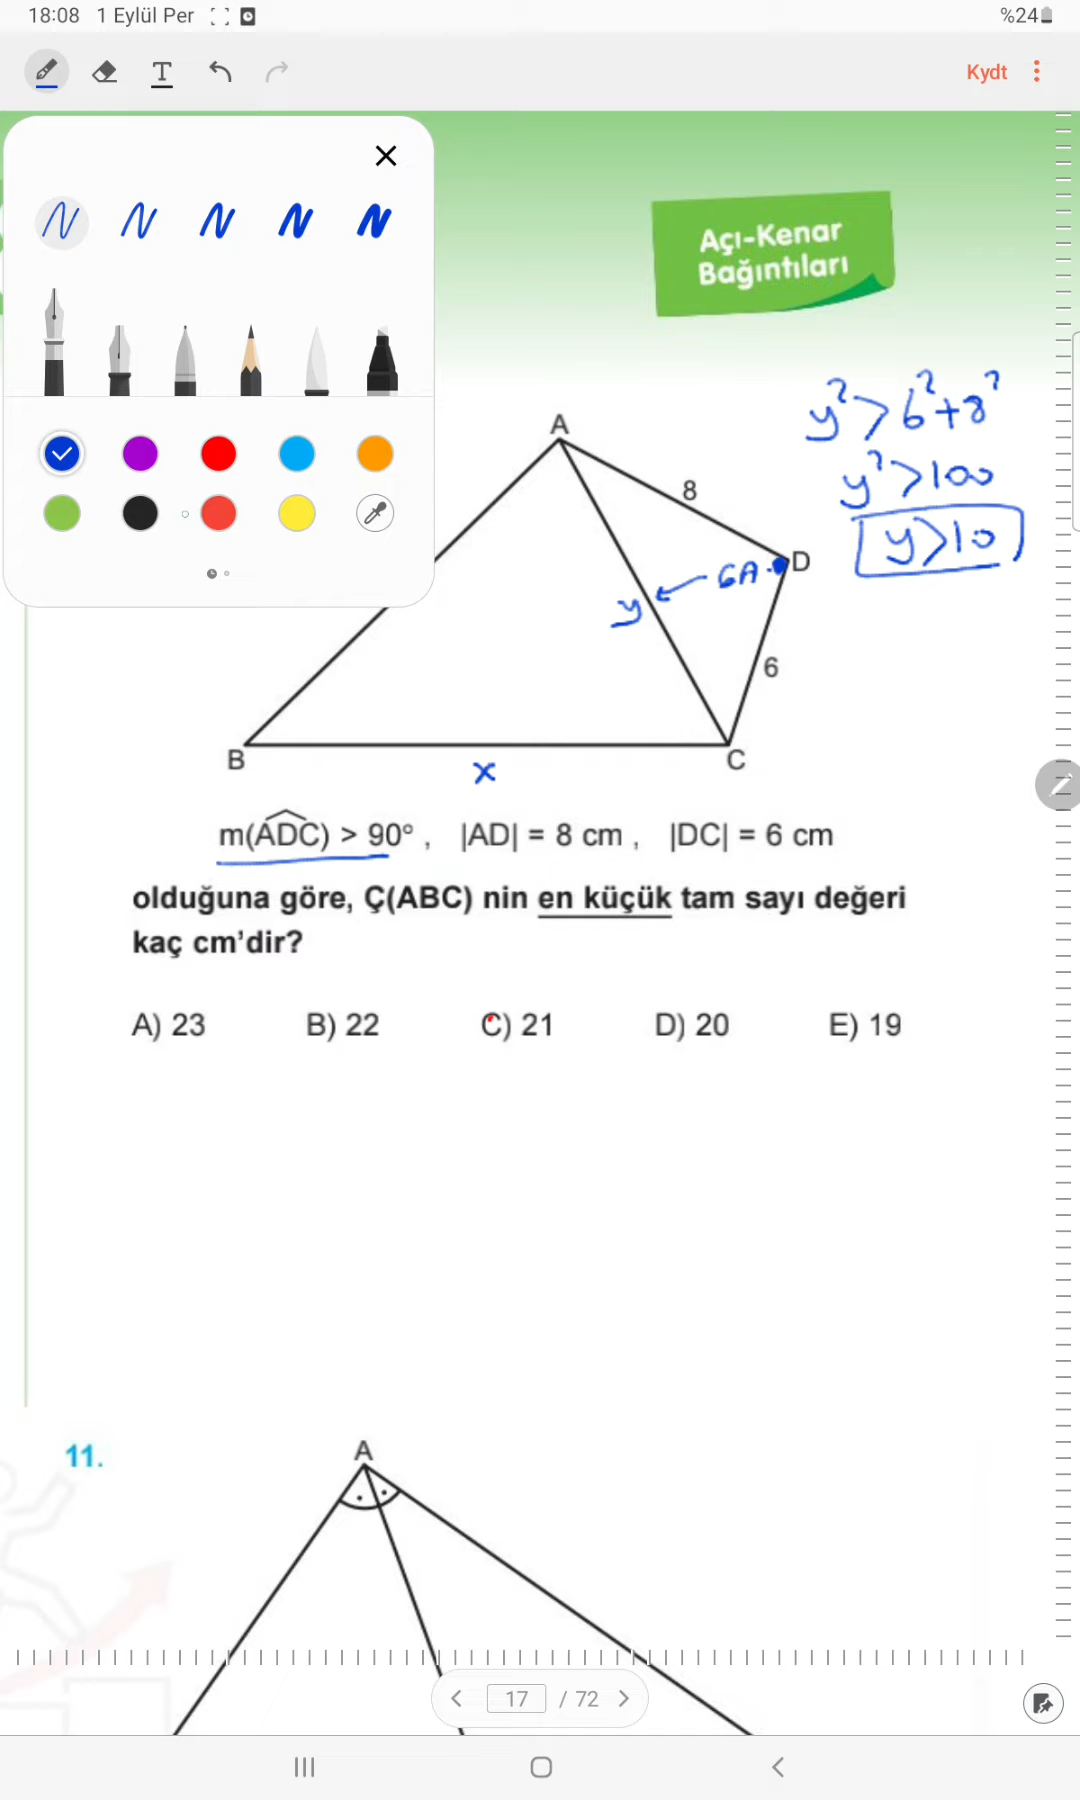 18:08 1 Eylül Per
%24
T
Kydt
Açı-Kenar
Bağıntıları
y²>6²+8²
y²>100
y>10
A
8
GA
D
y
6
B
x
C
m(ADC) > 90° , |AD| = 8 cm , |DC| = 6 cm
olduğuna göre, Ç(ABC) nin en küçük tam sayı değeri
kaç cm'dir?
A) 23 B) 22 C) 21 D) 20 E) 19
11.
A
17 / 72